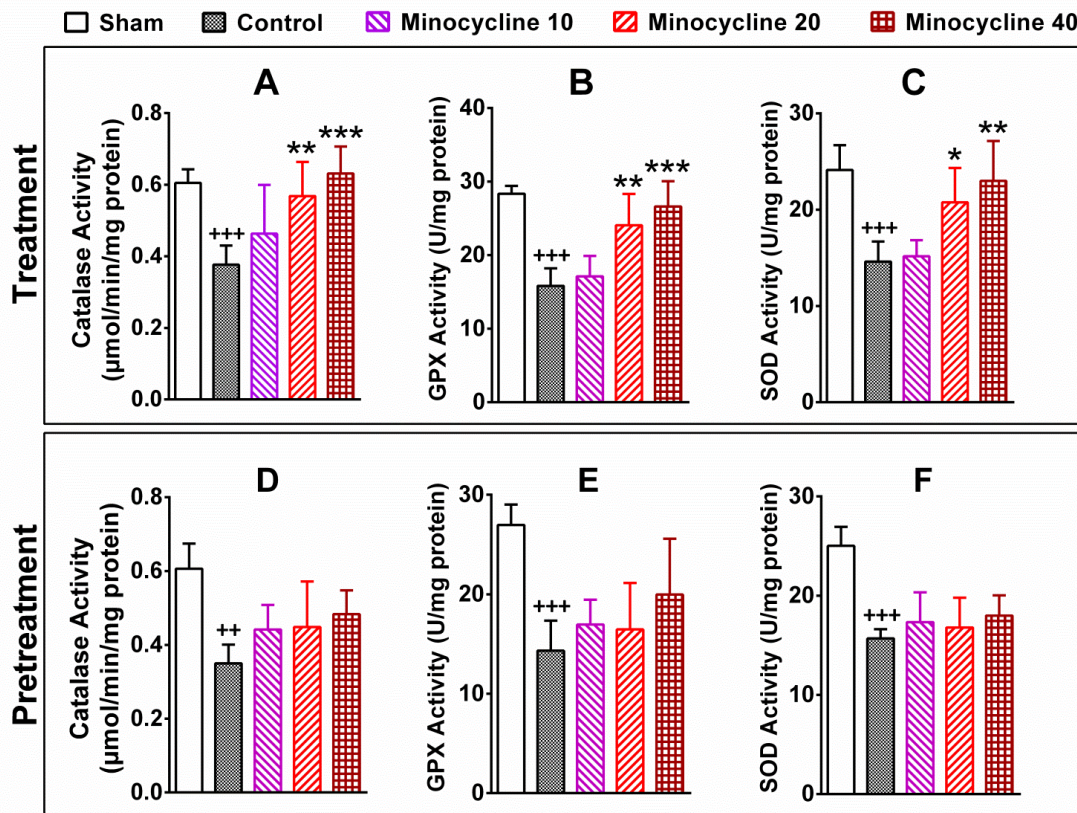 Sham Control Minocycline 10 Minocycline 20 Minocycline 40
Treatment
A
Catalase Activity
(µmol/min/mg protein)
0.8
0.6
0.4
0.2
0.0
+++
**
***
B
GPX Activity (U/mg protein)
40
30
20
10
0
+++
**
***
C
SOD Activity (U/mg protein)
30
20
10
0
+++
*
**
Pretreatment
D
Catalase Activity
(µmol/min/mg protein)
0.8
0.6
0.4
0.2
0.0
++
E
GPX Activity (U/mg protein)
30
20
10
0
+++
F
SOD Activity (U/mg protein)
30
20
10
0
+++